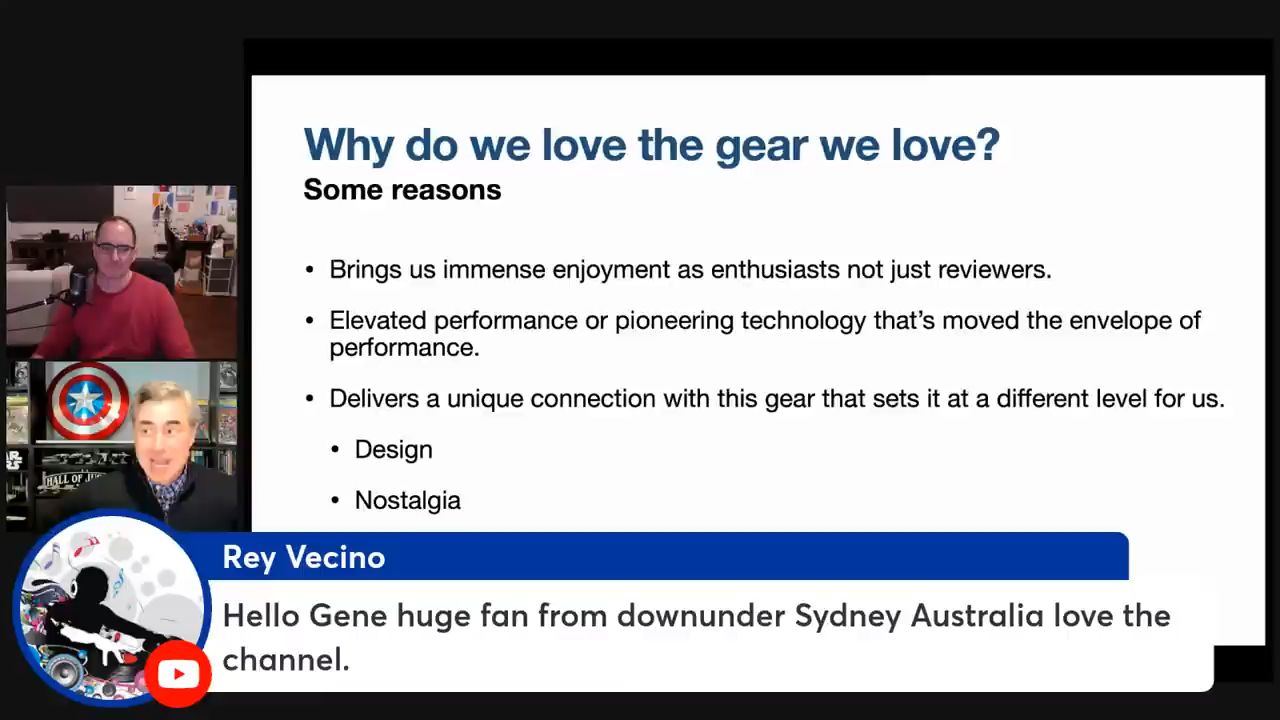 Why do we love the gear we love?
Some reasons
• Brings us immense enjoyment as enthusiasts not just reviewers.
• Elevated performance or pioneering technology that's moved the envelope of
performance.
• Delivers a unique connection with this gear that sets it at a different level for us.
• Design
• Nostalgia
HALL OF
Rey Vecino
Hello Gene huge fan from downunder Sydney Australia love the
channel.